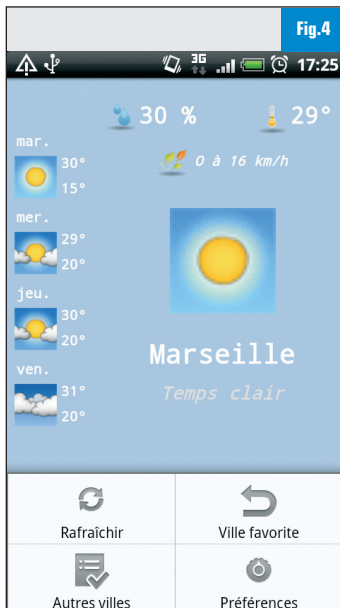 Fig.4
3G 17:25
30 % 29°
mar.
O à 16 km/h
30°
15°
mer.
29°
20°
jeu.
30°
20°
Marseille
ven.
Temps clair
31°
20°
Rafraîchir Ville favorite
Autres villes Préférences